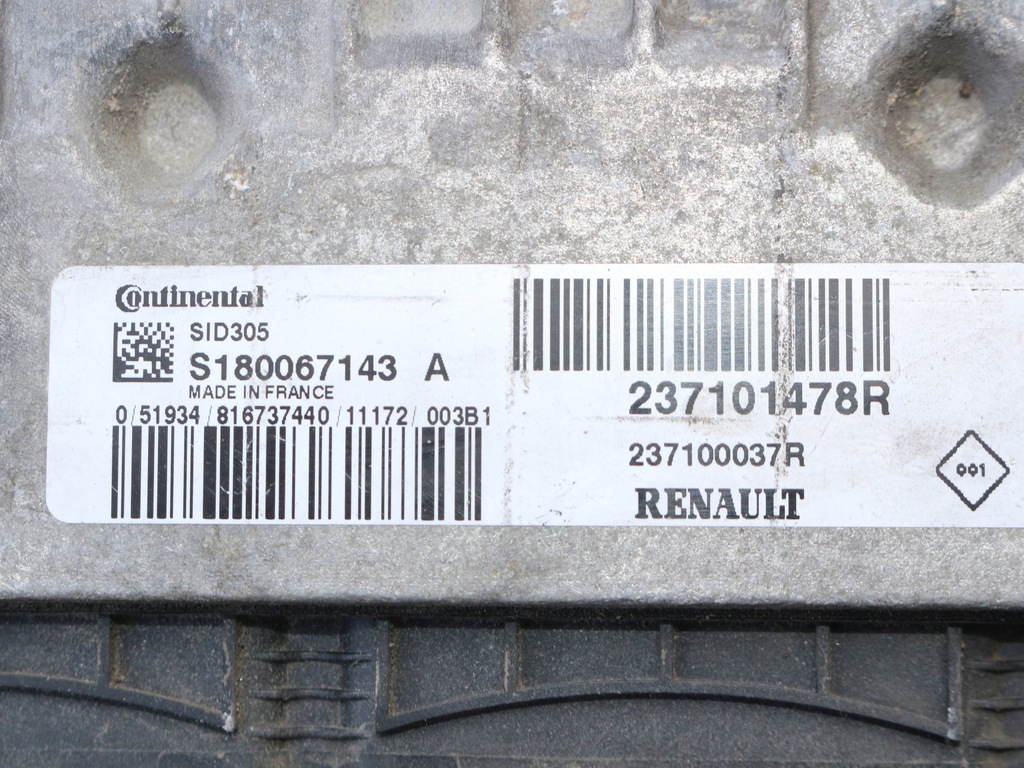 Continental
SID305
S180067143 A
MADE IN FRANCE
0/51934/816737440/11172/003B1
237101478R
237100037R
RENAULT
001